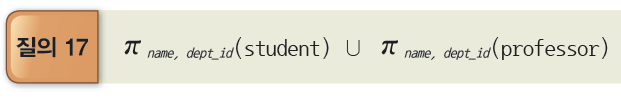 질의 17 π name, dept_id(student) ∪ π name, dept_id(professor)